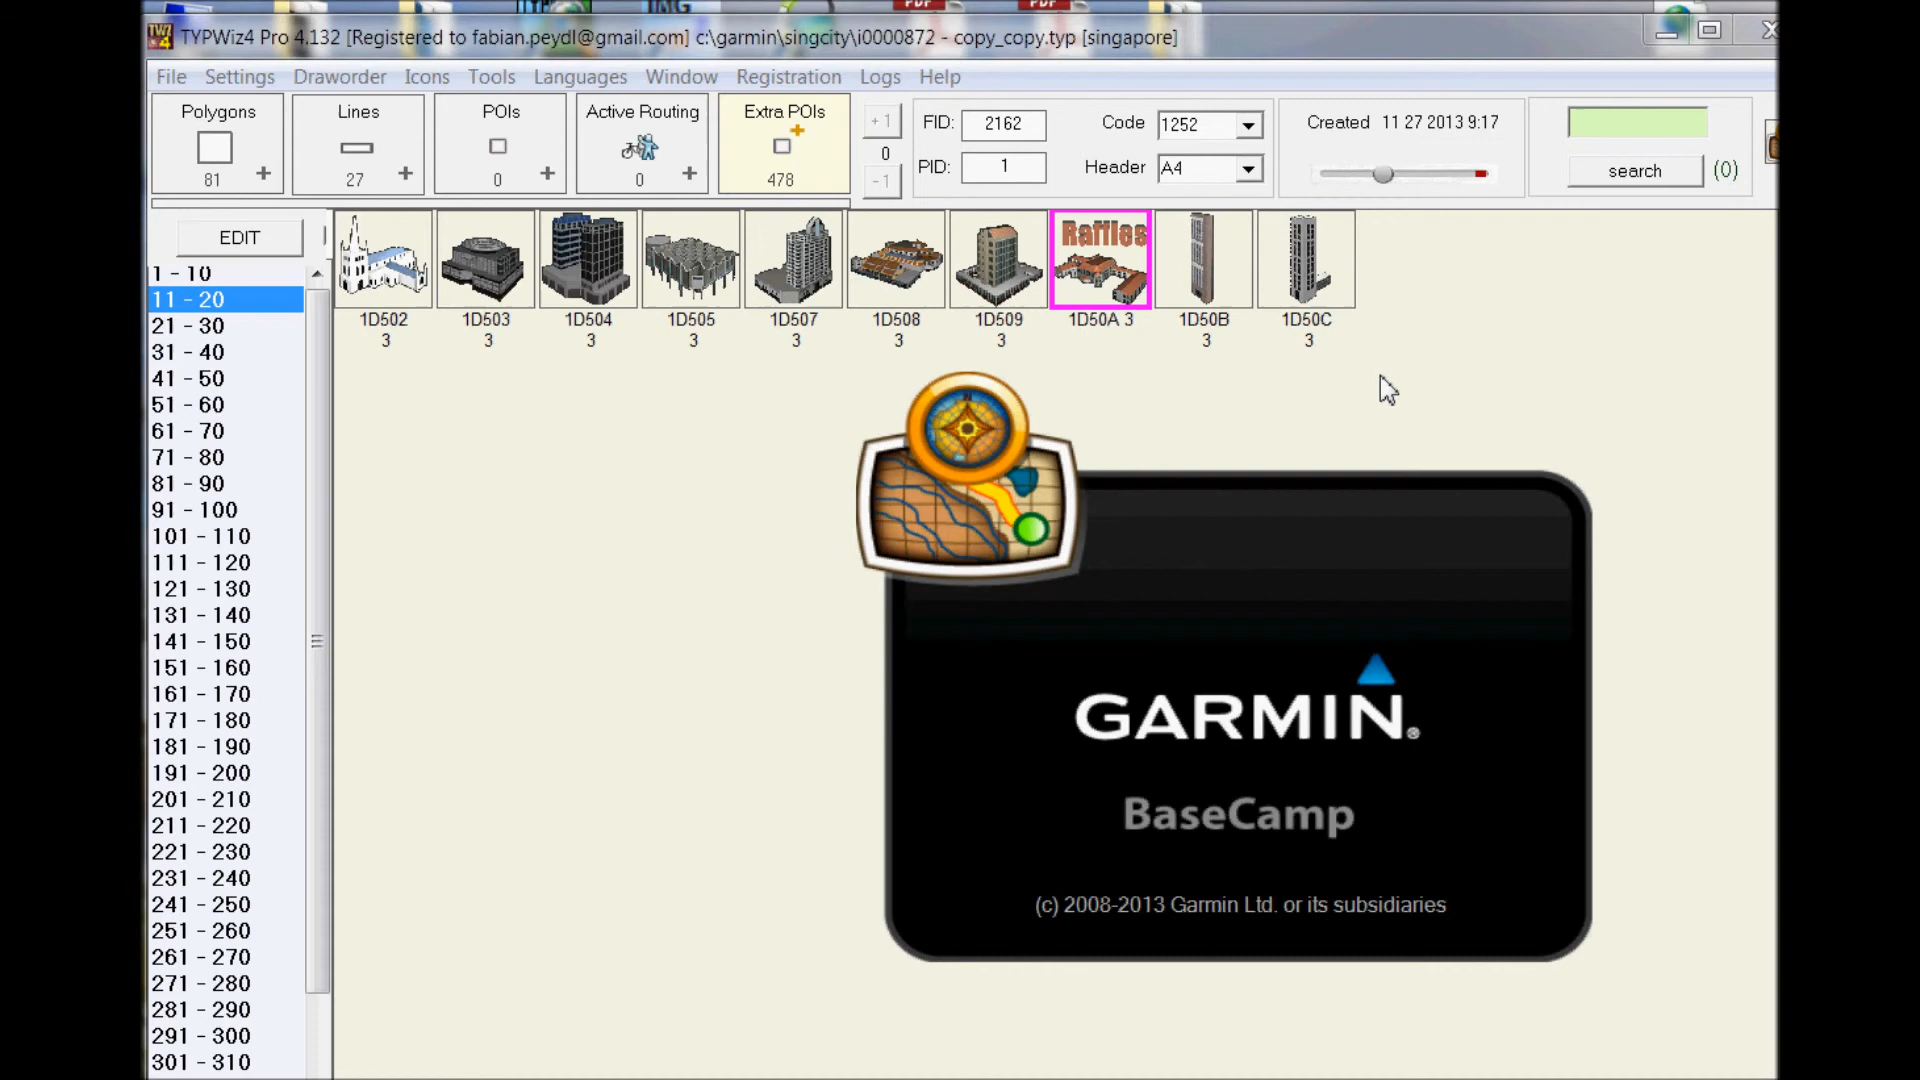 PDF PDF
TYPWiz4 Pro 4.132 [Registered to fabian.peydl@gmail.com] c:\garmin\singcity\i0000872 - copy_copy.typ [singapore]
File Settings Draworder Icons Tools Languages Window Registration Logs Help
Polygons Lines POIs Active Routing Extra POIs
81 27 0 0 478
+ 1
0
- 1
FID: 2162 Code 1252 Created 11 27 2013 9:17
PID: 1 Header A4 search (0)
EDIT
1 - 10
11 - 20
21 - 30
31 - 40
41 - 50
51 - 60
61 - 70
71 - 80
81 - 90
91 - 100
101 - 110
111 - 120
121 - 130
131 - 140
141 - 150
151 - 160
161 - 170
171 - 180
181 - 190
191 - 200
201 - 210
211 - 220
221 - 230
231 - 240
241 - 250
251 - 260
261 - 270
271 - 280
281 - 290
291 - 300
301 - 310
Raffles
1D502 1D503 1D504 1D505 1D507 1D508 1D509 1D50A 3 1D50B 1D50C
3 3 3 3 3 3 3 3 3
GARMIN®
BaseCamp
(c) 2008-2013 Garmin Ltd. or its subsidiaries